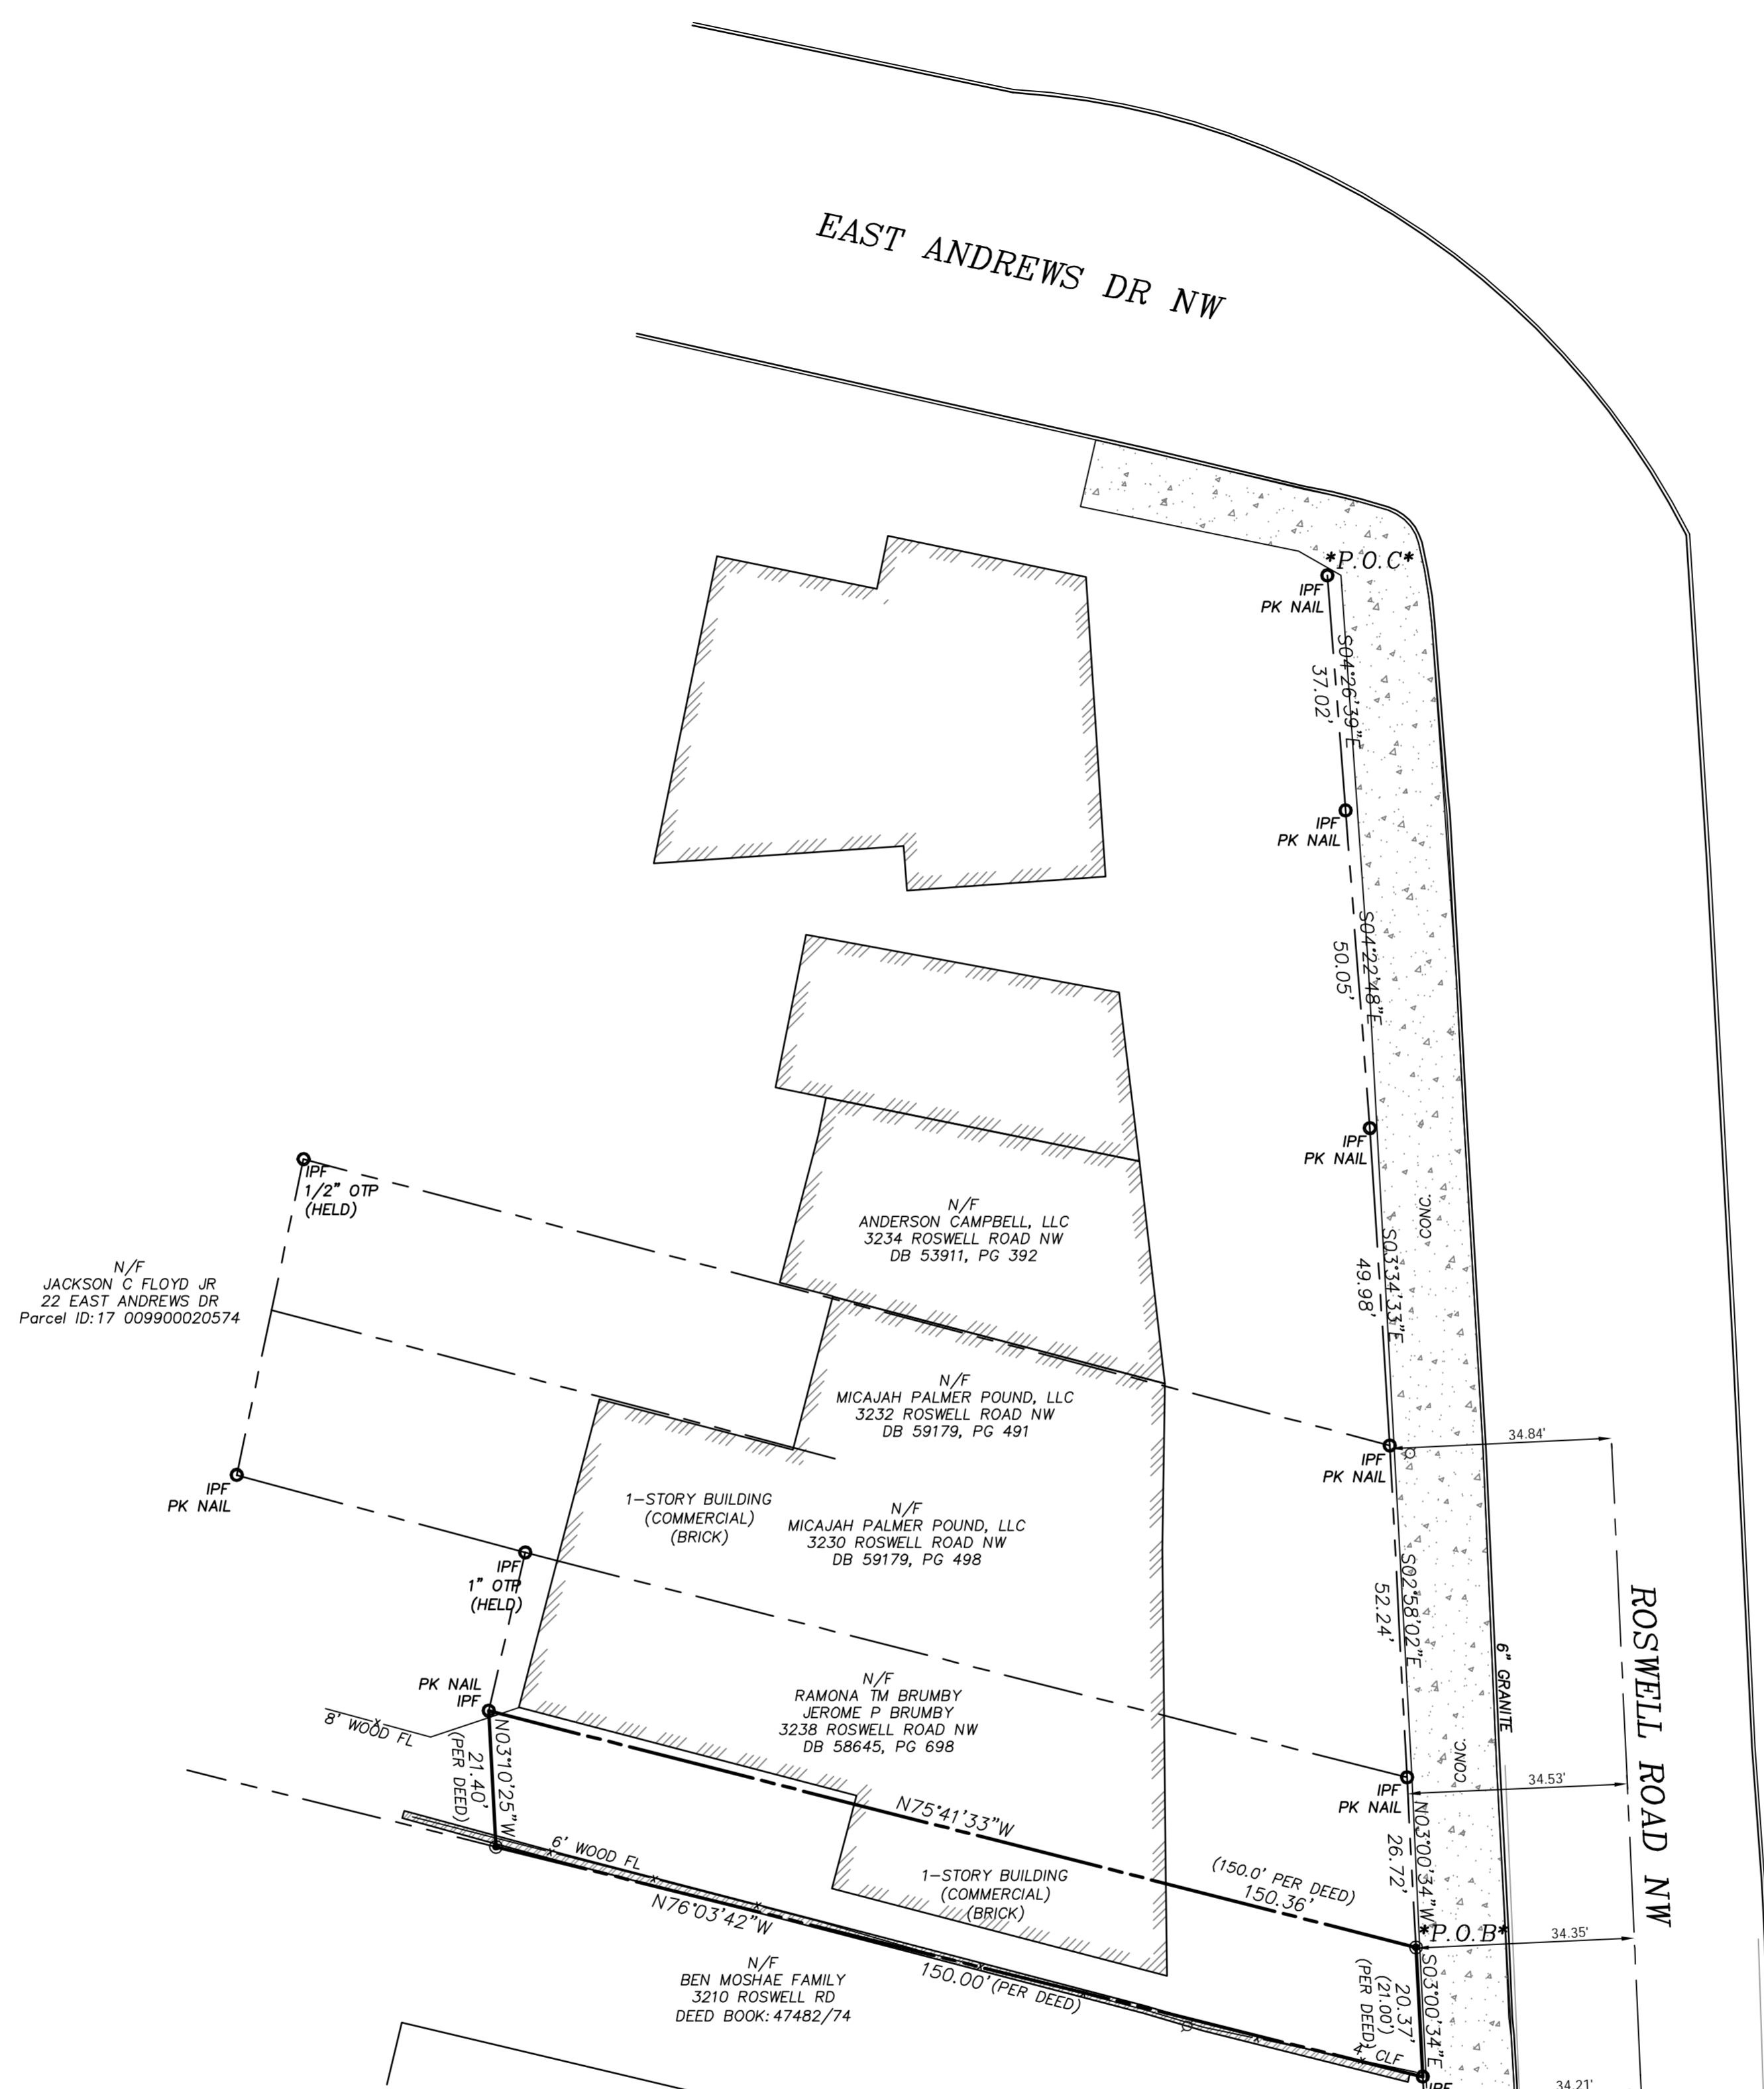 EAST ANDREWS DR NW
*P.O.C*
IPF
PK NAIL
S04°26'39"E
37.02'
IPF
PK NAIL
S04°22'48"E
50.05'
IPF
PK NAIL
CONC.
S03°34'33"E
49.98'
IPF
1/2" OTP
(HELD)
N/F
ANDERSON CAMPBELL, LLC
3234 ROSWELL ROAD NW
DB 53911, PG 392
N/F
JACKSON C FLOYD JR
22 EAST ANDREWS DR
Parcel ID:17 009900020574
N/F
MICAJAH PALMER POUND, LLC
3232 ROSWELL ROAD NW
DB 59179, PG 491
34.84'
IPF
PK NAIL
IPF
PK NAIL
1-STORY BUILDING
(COMMERCIAL)
(BRICK)
N/F
MICAJAH PALMER POUND, LLC
3230 ROSWELL ROAD NW
DB 59179, PG 498
S02°58'02"E
52.24'
IPF
1" OTP
(HELD)
ROSWELL ROAD NW
6" GRANITE
PK NAIL
IPF
N/F
RAMONA TM BRUMBY
JEROME P BRUMBY
3238 ROSWELL ROAD NW
DB 58645, PG 698
8' WOOD FL
N03°10'25"W
21.40'
(PER DEED)
CONC.
34.53'
IPF
PK NAIL
N75°41'33"W
N03°00'34"W
26.72'
6' WOOD FL
1-STORY BUILDING
(COMMERCIAL)
(BRICK)
(150.0' PER DEED)
150.36'
N76°03'42"W
*P.O.B*
34.35'
N/F
BEN MOSHAE FAMILY
3210 ROSWELL RD
DEED BOOK: 47482/74
150.00' (PER DEED)
S03°00'34"E
20.37'
(21.00')
(PER DEED)
4' CLF
IPF
34.21'